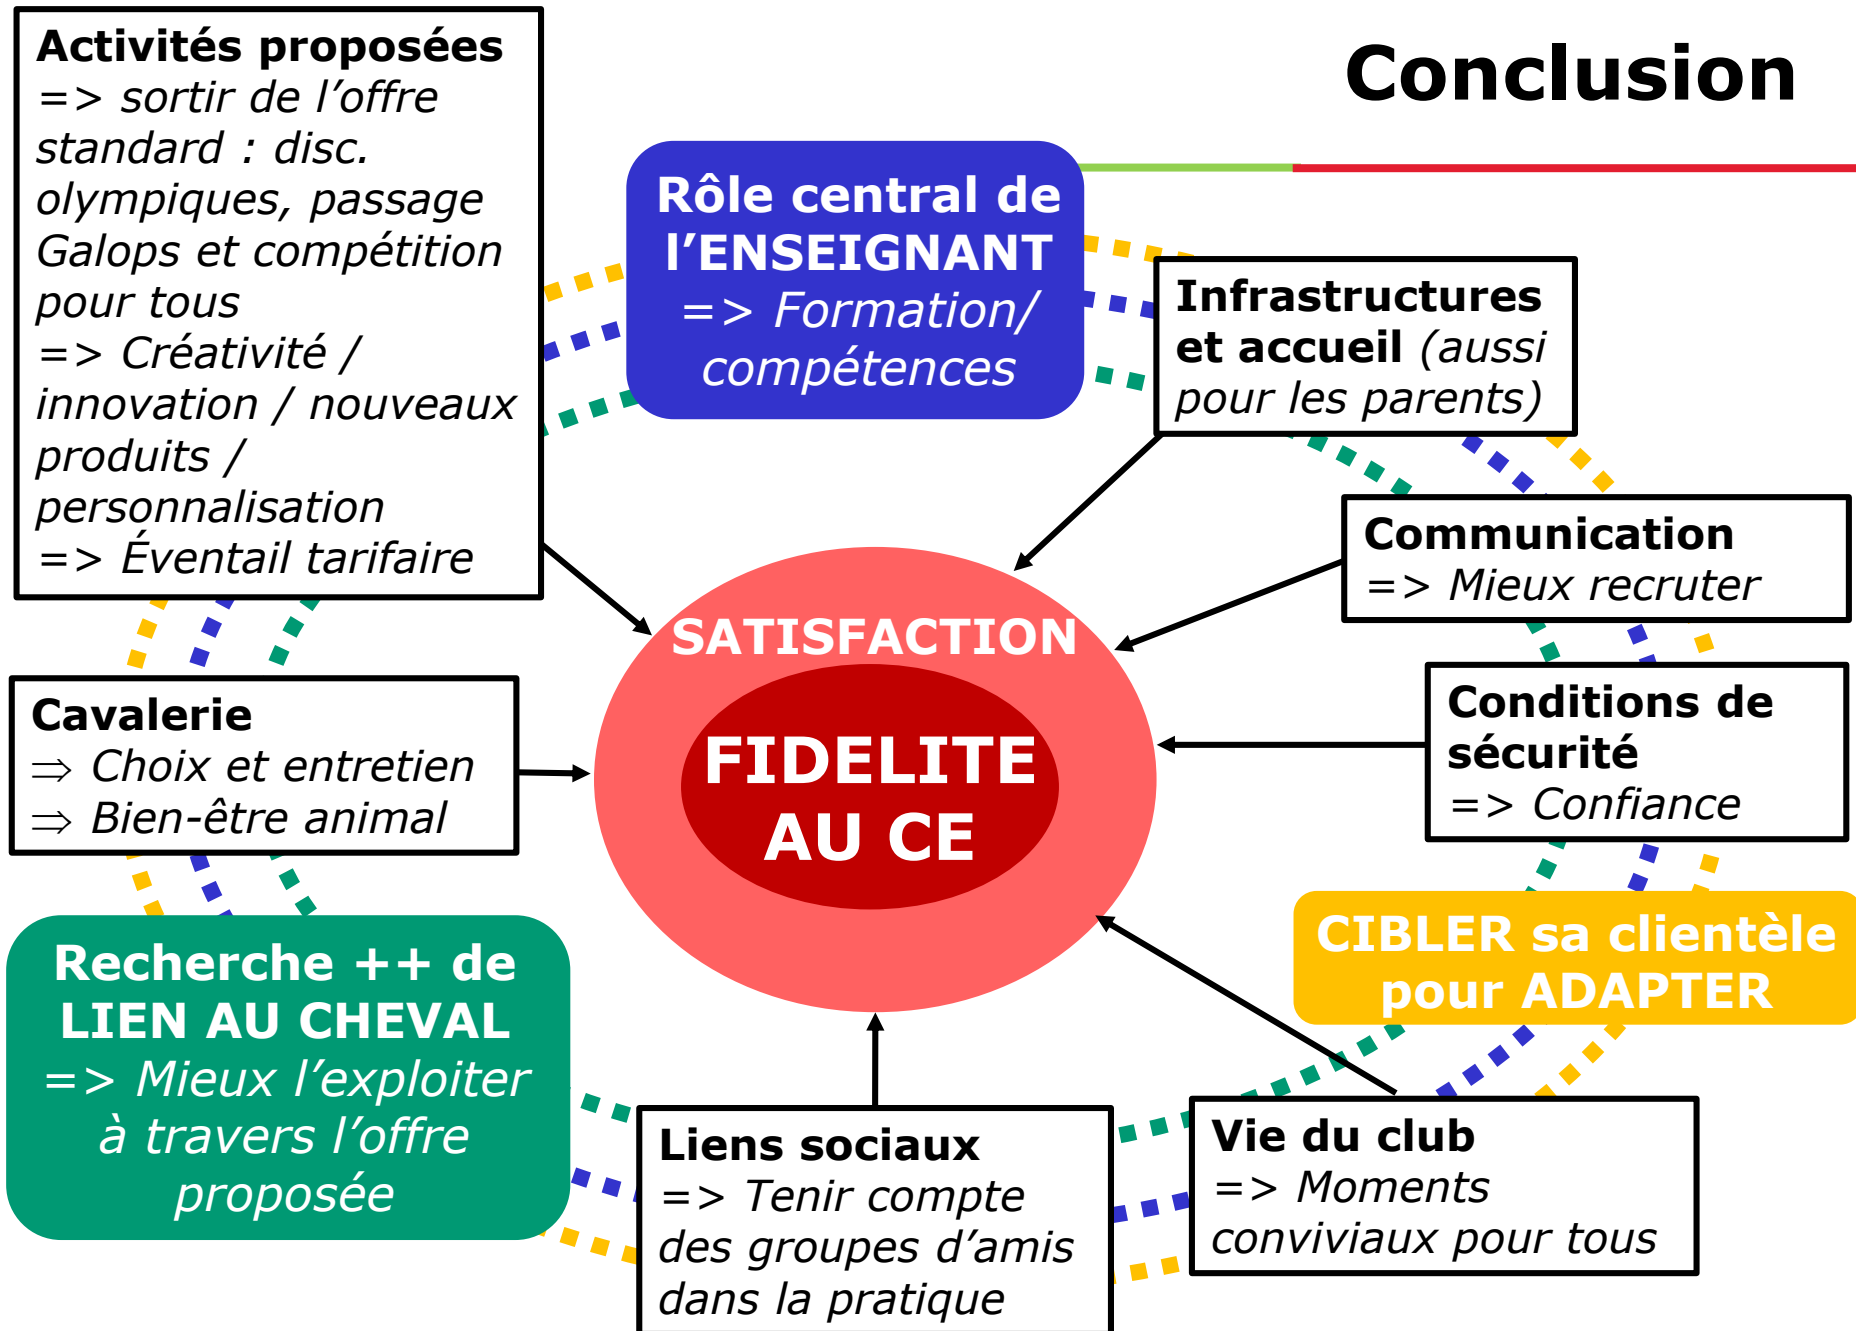 Conclusion
Activités proposées
=> sortir de l’offre
standard : disc.
olympiques, passage
Galops et compétition
pour tous
=> Créativité /
innovation / nouveaux
produits /
personnalisation
=> Éventail tarifaire
Rôle central de
l’ENSEIGNANT
=> Formation/
compétences
Infrastructures
et accueil (aussi
pour les parents)
Communication
=> Mieux recruter
SATISFACTION
FIDELITE
AU CE
Cavalerie
⇒ Choix et entretien
⇒ Bien-être animal
Conditions de
sécurité
=> Confiance
Recherche ++ de
LIEN AU CHEVAL
=> Mieux l’exploiter
à travers l’offre
proposée
CIBLER sa clientèle
pour ADAPTER
Liens sociaux
=> Tenir compte
des groupes d’amis
dans la pratique
Vie du club
=> Moments
conviviaux pour tous